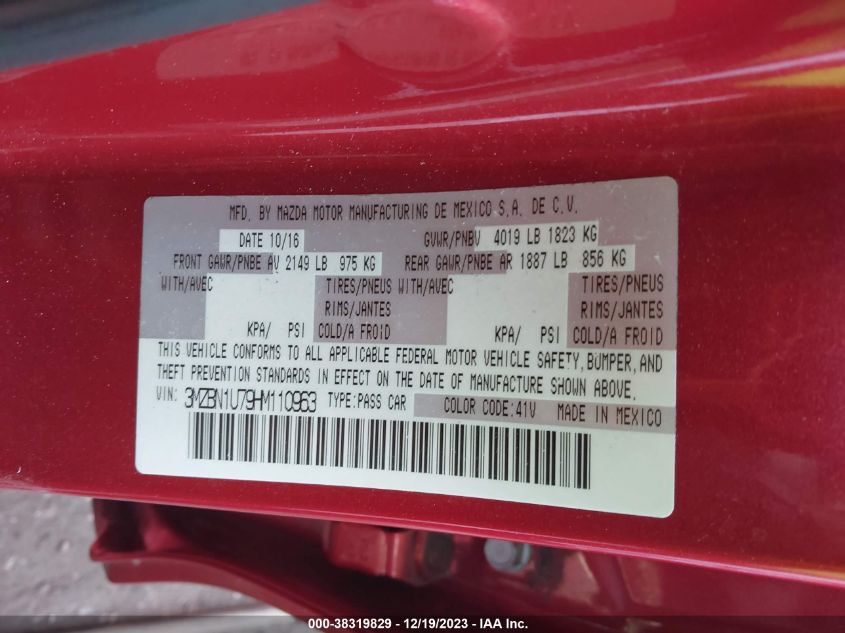 MFD. BY MAZDA MOTOR MANUFACTURING DE MEXICO S.A. DE C.V.
DATE 10/16 GVWR/PNBV 4019 LB 1823 KG
FRONT GAWR/PNBE AV 2149 LB 975 KG REAR GAWR/PNBE AR 1887 LB 856 KG
WITH/AVEC TIRES/PNEUS WITH/AVEC TIRES/PNEUS
RIMS/JANTES RIMS/JANTES
KPA/ PSI COLD/A FROID KPA/ PSI COLD/A FROID
THIS VEHICLE CONFORMS TO ALL APPLICABLE FEDERAL MOTOR VEHICLE SAFETY, BUMPER, AND
THEFT PREVENTION STANDARDS IN EFFECT ON THE DATE OF MANUFACTURE SHOWN ABOVE.
VIN: 3MZBN1U79HM110963 TYPE:PASS CAR COLOR CODE:41V MADE IN MEXICO
000-38319829 - 12/19/2023 - IAA Inc.